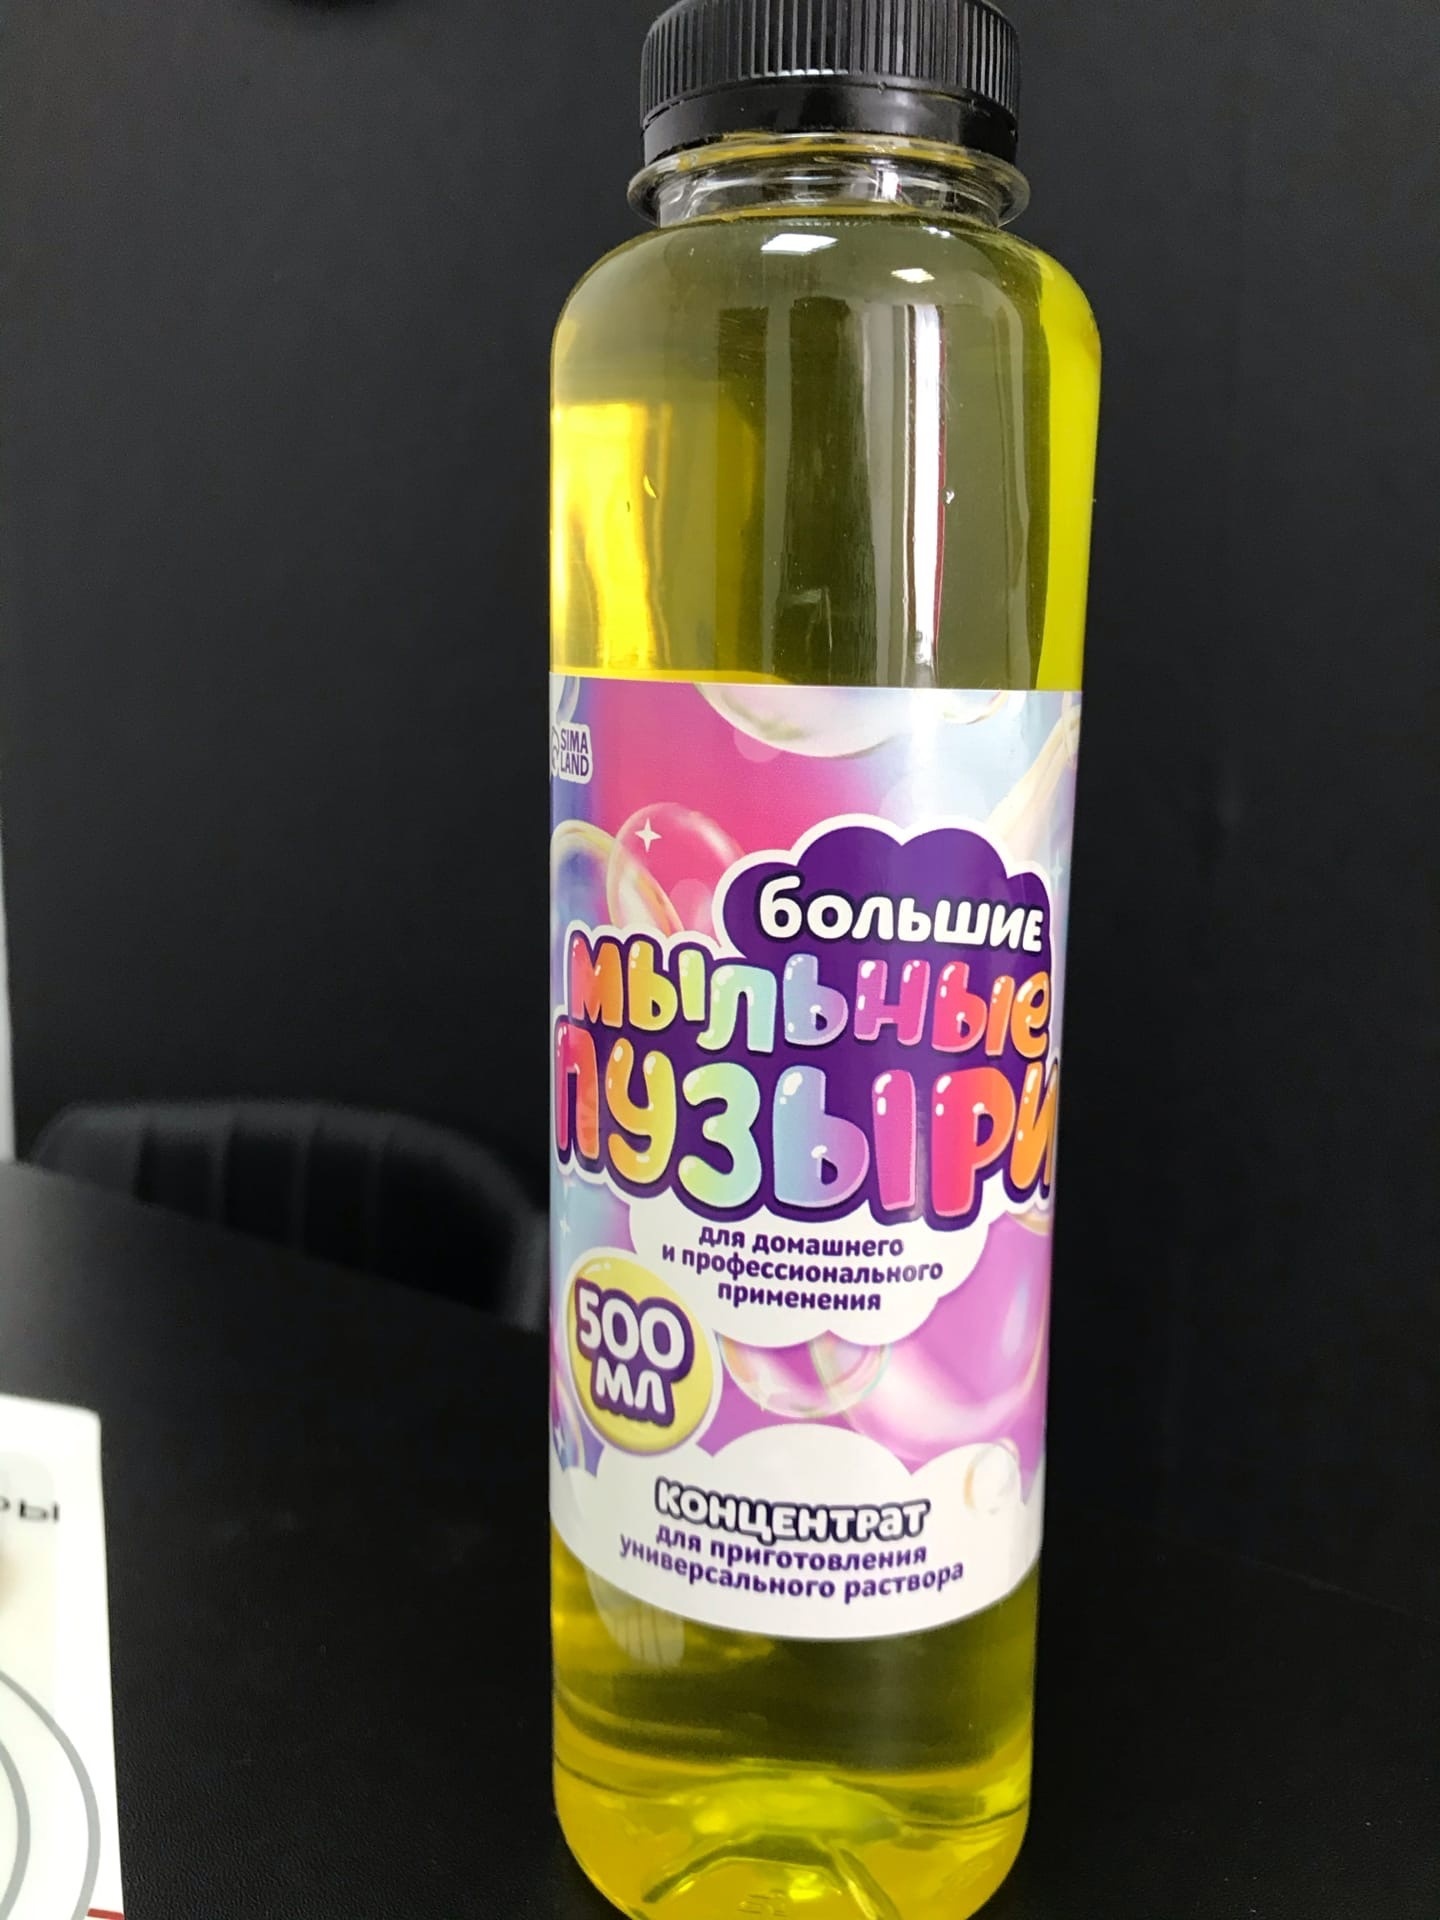 SIMA
LAND
большие
мыльные
пузыри
для домашнего
и профессионального
применения
500
мл
концентрат
для приготовления
универсального раствора